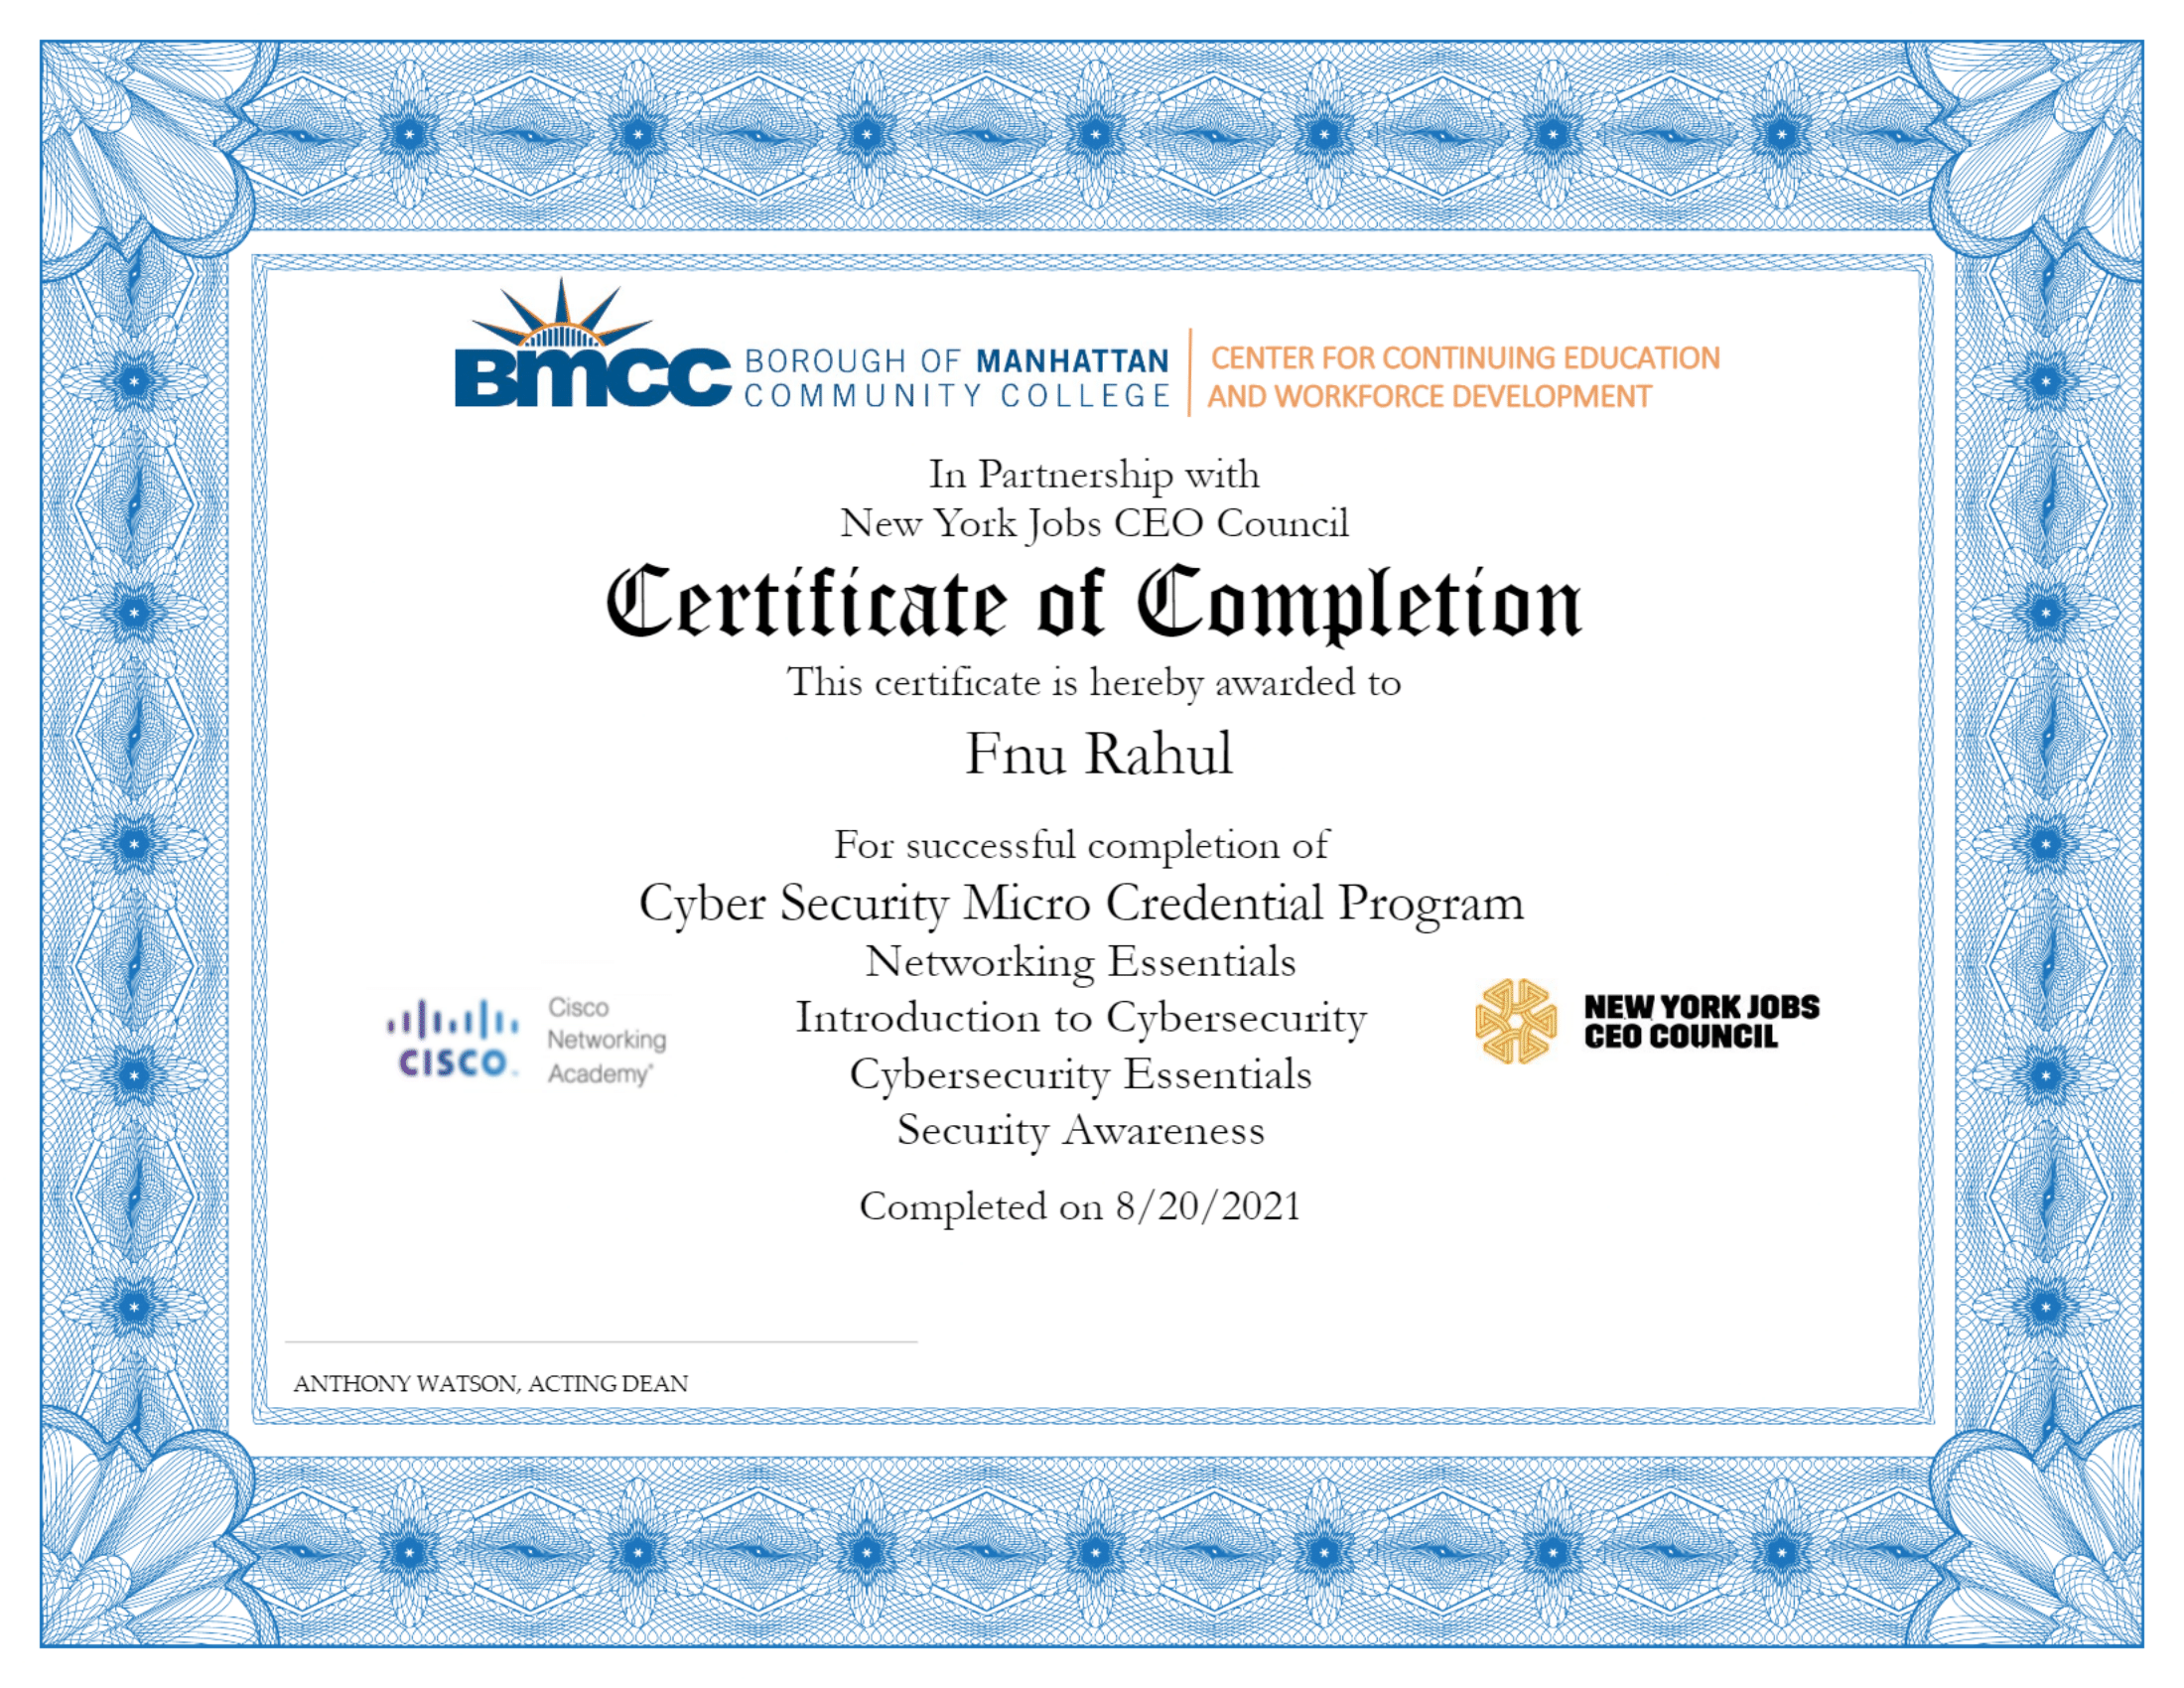 BMCC BOROUGH OF MANHATTAN COMMUNITY COLLEGE
CENTER FOR CONTINUING EDUCATION
AND WORKFORCE DEVELOPMENT
In Partnership with
New York Jobs CEO Council
Certificate of Completion
This certificate is hereby awarded to
Fnu Rahul
For successful completion of
Cyber Security Micro Credential Program
Networking Essentials
Introduction to Cybersecurity
Cybersecurity Essentials
Security Awareness
CISCO.
Cisco
Networking
Academy®
NEW YORK JOBS
CEO COUNCIL
Completed on 8/20/2021
ANTHONY WATSON, ACTING DEAN